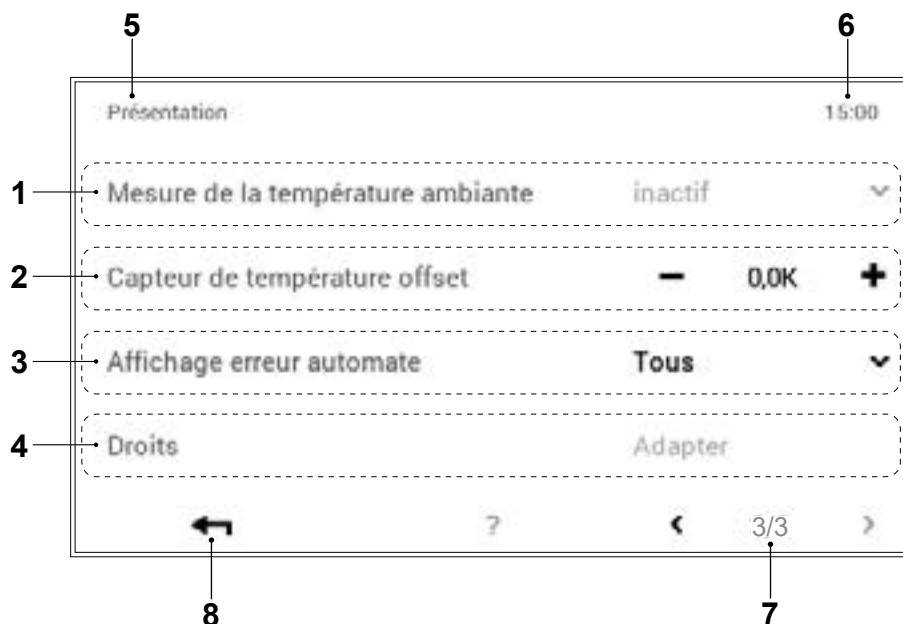 5 6
Présentation 15:00
1 Mesure de la température ambiante inactif
2 Capteur de température offset − 0,0K +
3 Affichage erreur automate Tous
4 Droits Adapter
? < 3/3 >
8 7